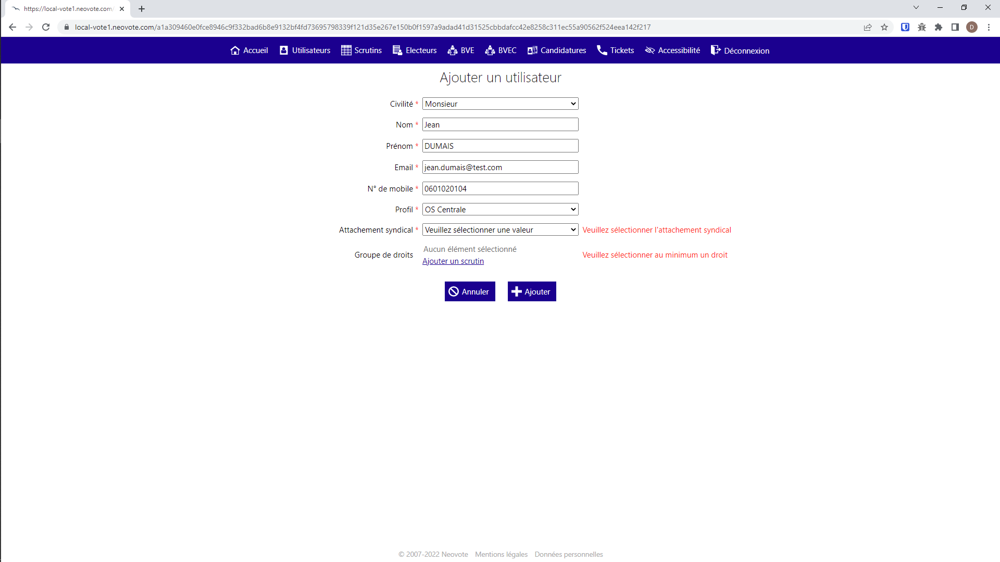 https://local-vote1.neovote.com/
local-vote1.neovote.com/a1a309460e0fce8946c9f332bad6b8e9132bf4fd73695798339f121d35e267e150b0f1597a9adad41d31525cbbdafcc42e8258c311ec55a90562f524eea142f217
D
Accueil Utilisateurs Scrutins Electeurs BVE BVEC Candidatures Tickets Accessibilité Déconnexion
Ajouter un utilisateur
Civilité * Monsieur
Nom * Jean
Prénom * DUMAIS
Email * jean.dumais@test.com
N° de mobile * 0601020104
Profil * OS Centrale
Attachement syndical * Veuillez sélectionner une valeur Veuillez sélectionner l'attachement syndical
Groupe de droits Aucun élément sélectionné Veuillez sélectionner au minimum un droit
Ajouter un scrutin
Annuler Ajouter
© 2007-2022 Neovote Mentions légales Données personnelles